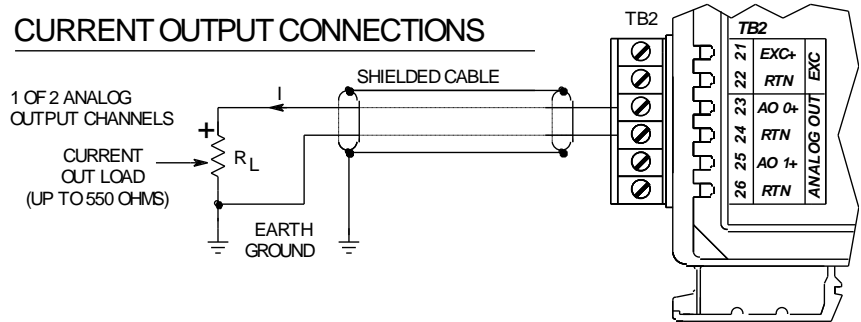 CURRENT OUTPUT CONNECTIONS
TB2
TB2
SHIELDED CABLE
I
1 OF 2 ANALOG
OUTPUT CHANNELS
+
RL
CURRENT
OUT LOAD
(UP TO 550 OHMS)
EARTH
GROUND
21 EXC+
22 RTN
EXC
23 AO 0+
24 RTN
25 AO 1+
26 RTN
ANALOG OUT